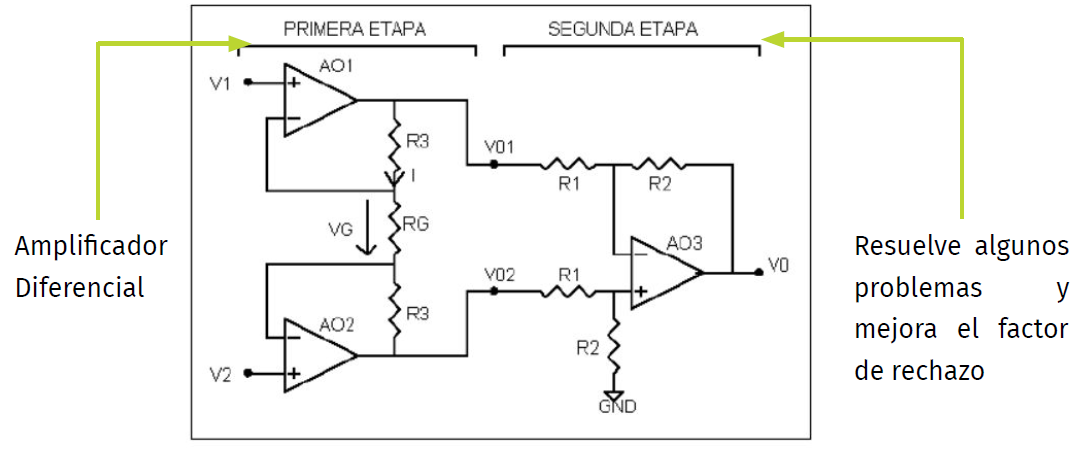 PRIMERA ETAPA
SEGUNDA ETAPA
AO1
V1
R3
V01
I
R1
R2
RG
VG
Amplificador
Diferencial
AO3
V0
Resuelve algunos
problemas y
mejora el factor
de rechazo
V02
R1
R3
AO2
R2
V2
GND